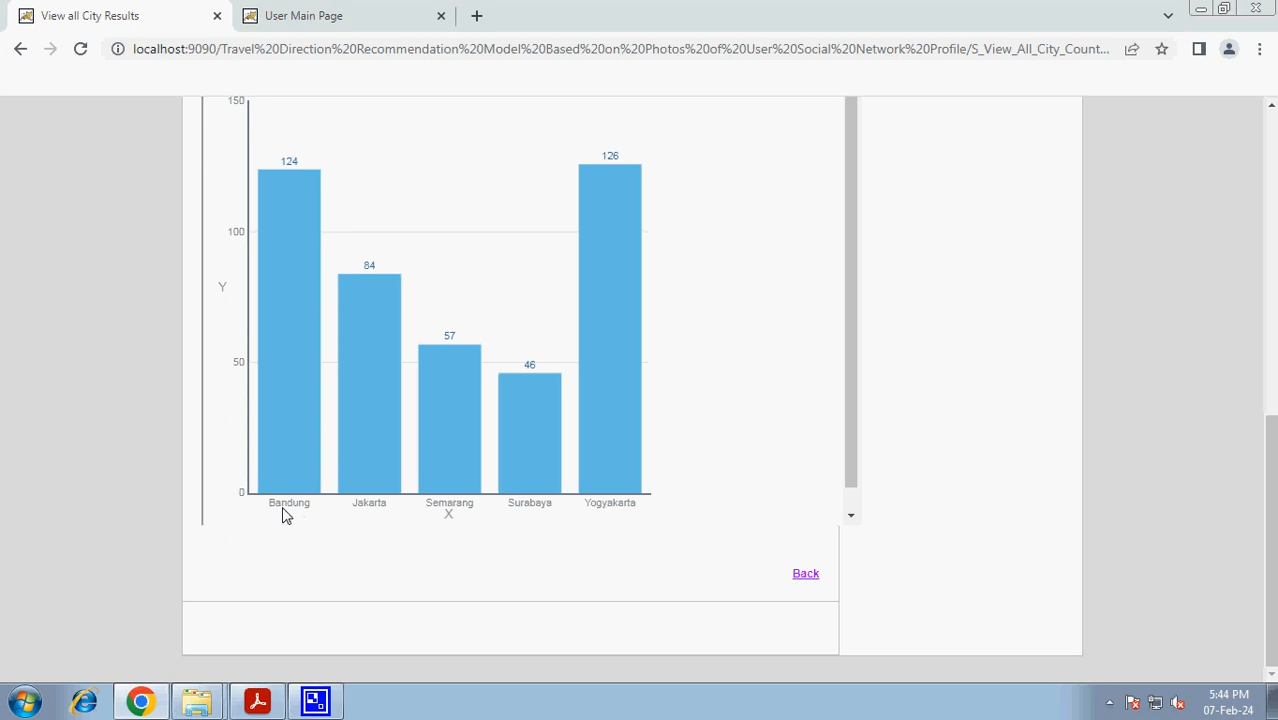 View all City Results
User Main Page
localhost:9090/Travel%20Direction%20Recommendation%20Model%20Based%20on%20Photos%20of%20User%20Social%20Network%20Profile/S_View_All_City_Count...
150
124
126
100
84
Y
57
50
46
0
Bandung Jakarta Semarang Surabaya Yogyakarta
X
Back
5:44 PM
07-Feb-24